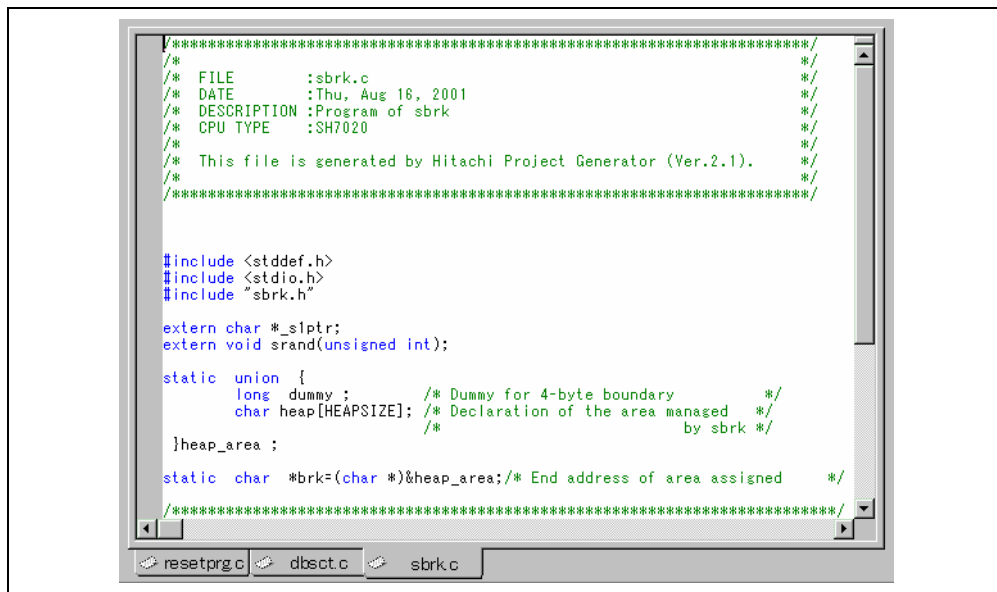 /************************************************************************/
/*                                                                      */
/*  FILE        :sbrk.c                                                 */
/*  DATE        :Thu, Aug 16, 2001                                      */
/*  DESCRIPTION :Program of sbrk                                        */
/*  CPU TYPE    :SH7020                                                 */
/*                                                                      */
/*  This file is generated by Hitachi Project Generator (Ver.2.1).      */
/*                                                                      */
/************************************************************************/
#include <stddef.h>
#include <stdio.h>
#include "sbrk.h"
extern char *_s1ptr;
extern void srand(unsigned int);
static  union  {
        long  dummy ;        /* Dummy for 4-byte boundary          */
        char heap[HEAPSIZE]; /* Declaration of the area managed   */
                             /*                           by sbrk */
 }heap_area ;
static  char  *brk=(char *)&heap_area;/* End address of area assigned     */
/**************************************************************************/
resetprg.c dbsct.c sbrk.c